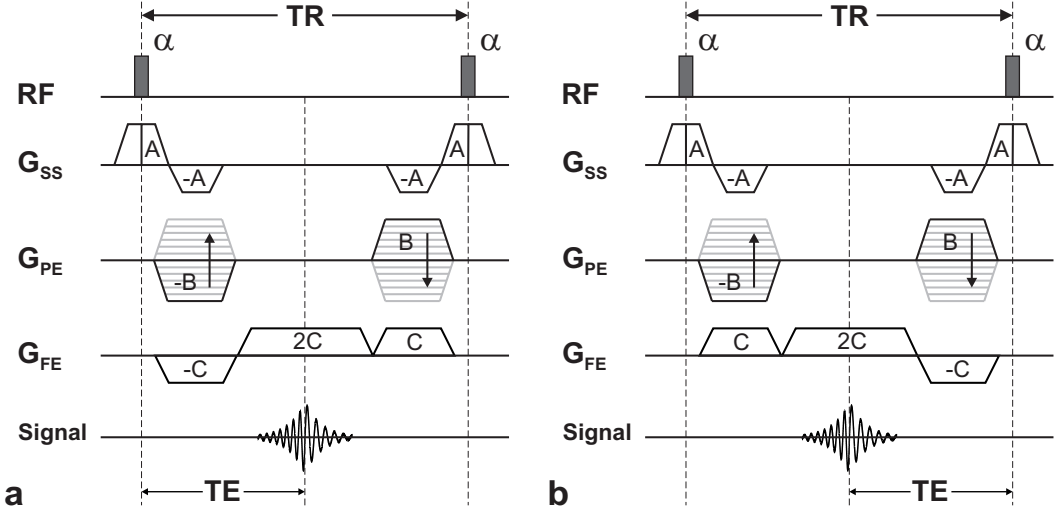 TR
α α
RF
A A
G_SS
-A -A
G_PE
B
-B
G_FE
2C C
-C
Signal
TE
a
TR
α α
RF
A A
G_SS
-A -A
G_PE
B
-B
G_FE
C 2C
-C
Signal
TE
b